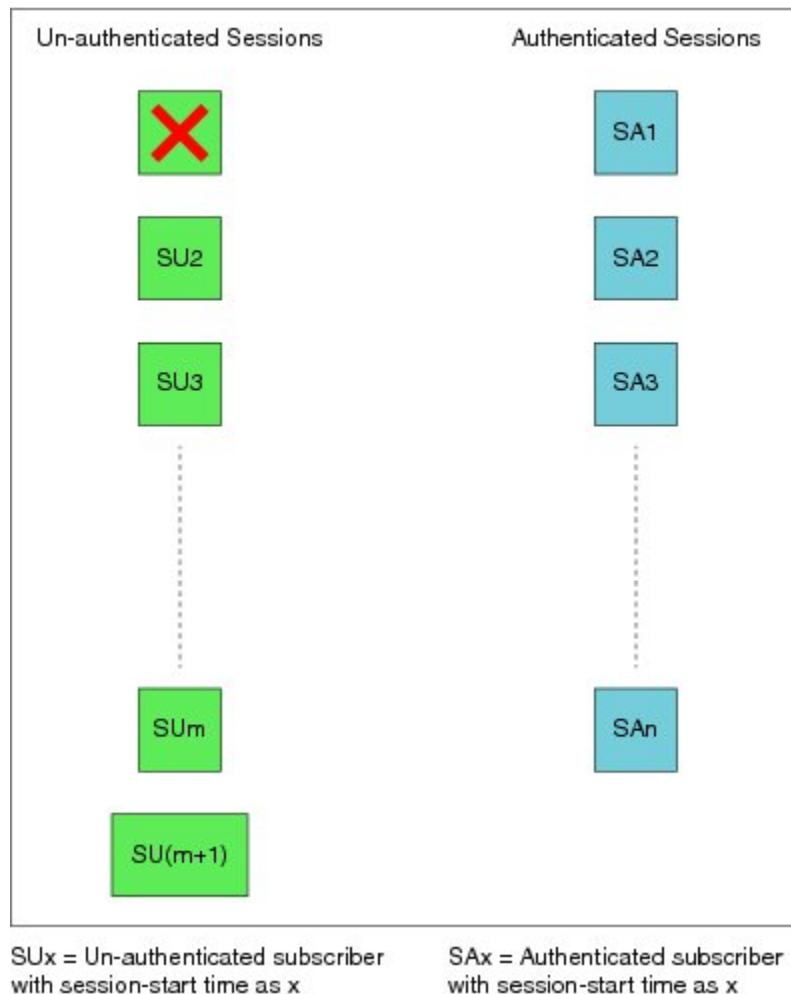 Un-authenticated Sessions
Authenticated Sessions
SA1
SU2
SA2
SU3
SA3
SUm
SAn
SU(m+1)
SUx = Un-authenticated subscriber
with session-start time as x
SAx = Authenticated subscriber
with session-start time as x